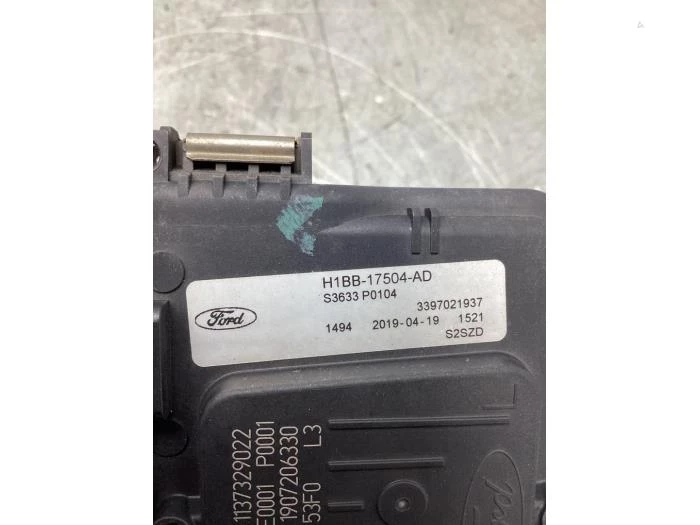 H1BB-17504-AD
S3633 P0104
3397021937
Ford
1494 2019-04-19 1521
S2SZD
1137329022
E0001 P0001
1907206330
53F0 L3